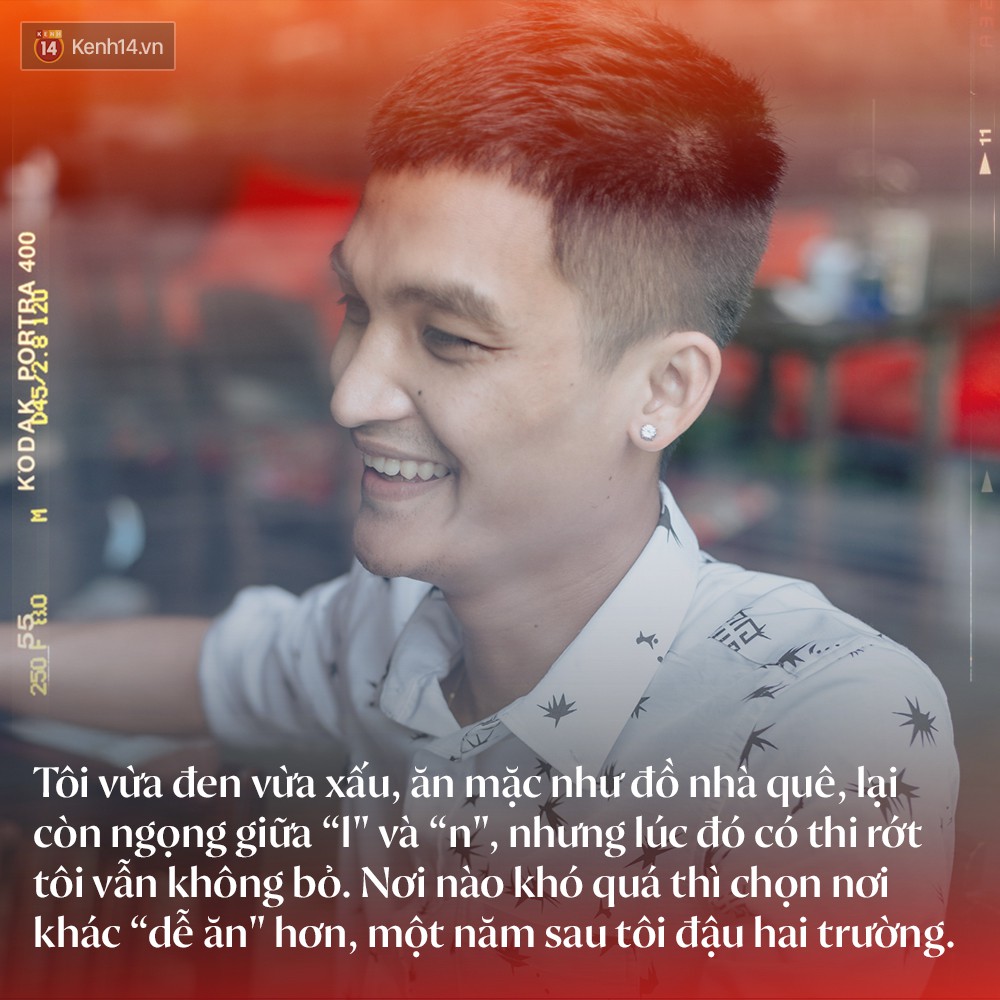 KENH
14 Kenh14.vn
11
KODAK PORTRA 400
D45/2.8 120
M
55
250 F 8.0
Tôi vừa đen vừa xấu, ăn mặc như đồ nhà quê, lại
còn ngọng giữa “l" và “n", nhưng lúc đó có thi rớt
tôi vẫn không bỏ. Nơi nào khó quá thì chọn nơi
khác “dễ ăn" hơn, một năm sau tôi đậu hai trường.